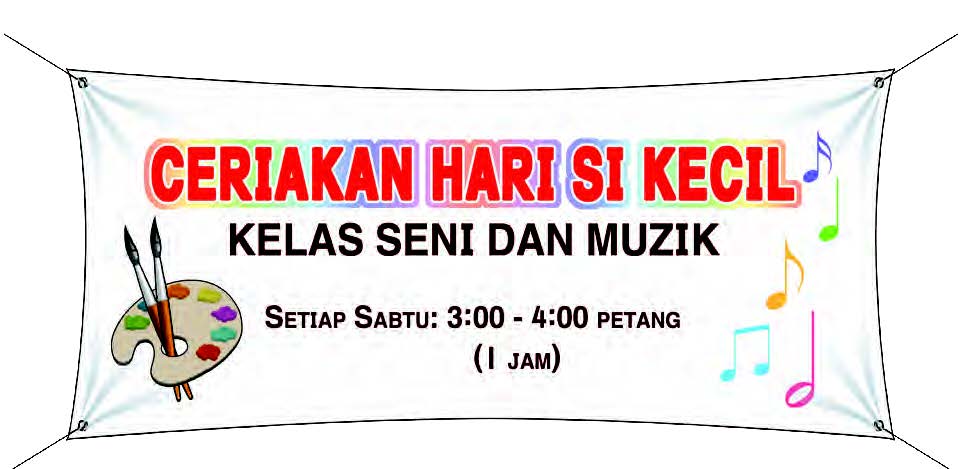 CERIAKAN HARI SI KECIL
KELAS SENI DAN MUZIK
SETIAP SABTU: 3:00 - 4:00 PETANG
(1 JAM)